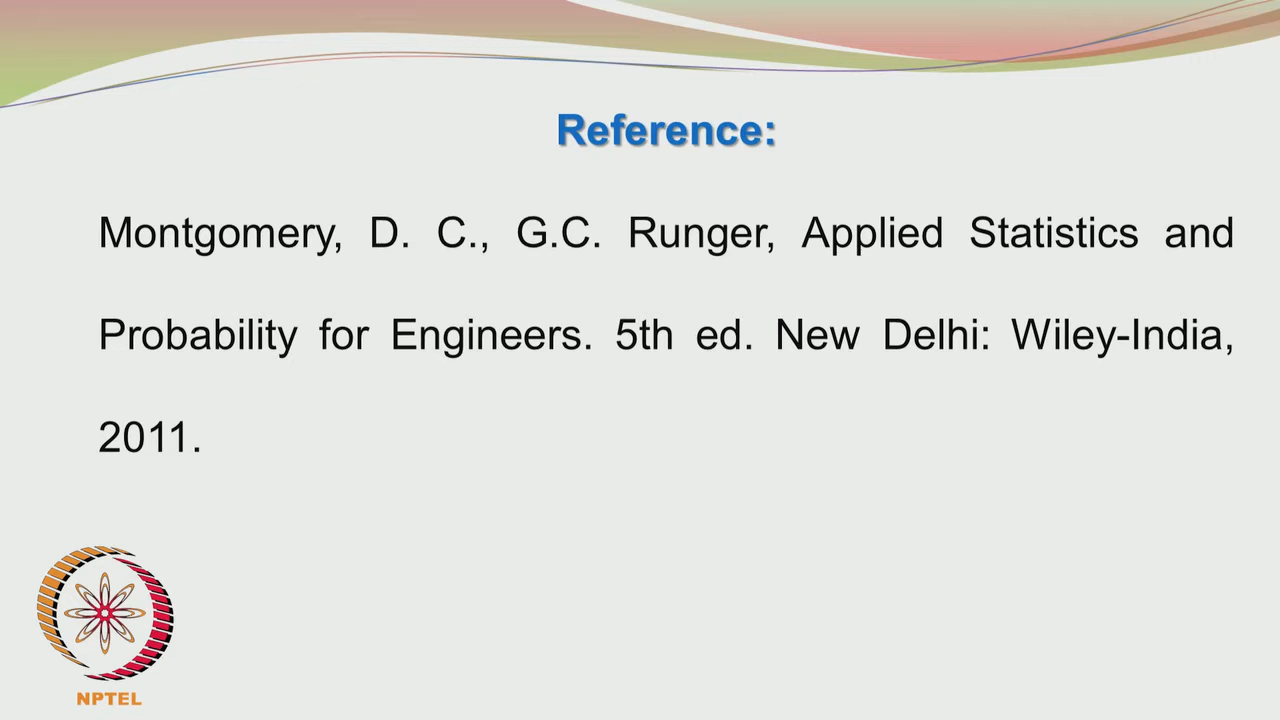 Reference:
Montgomery, D. C., G.C. Runger, Applied Statistics and
Probability for Engineers. 5th ed. New Delhi: Wiley-India,
2011.
NPTEL